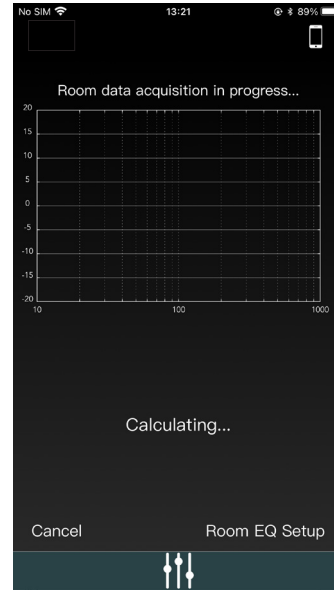 No SIM 13:21 89%
Room data acquisition in progress...
20
15
10
5
0
-5
-10
-15
-20
10 100 1000
Calculating...
Cancel Room EQ Setup